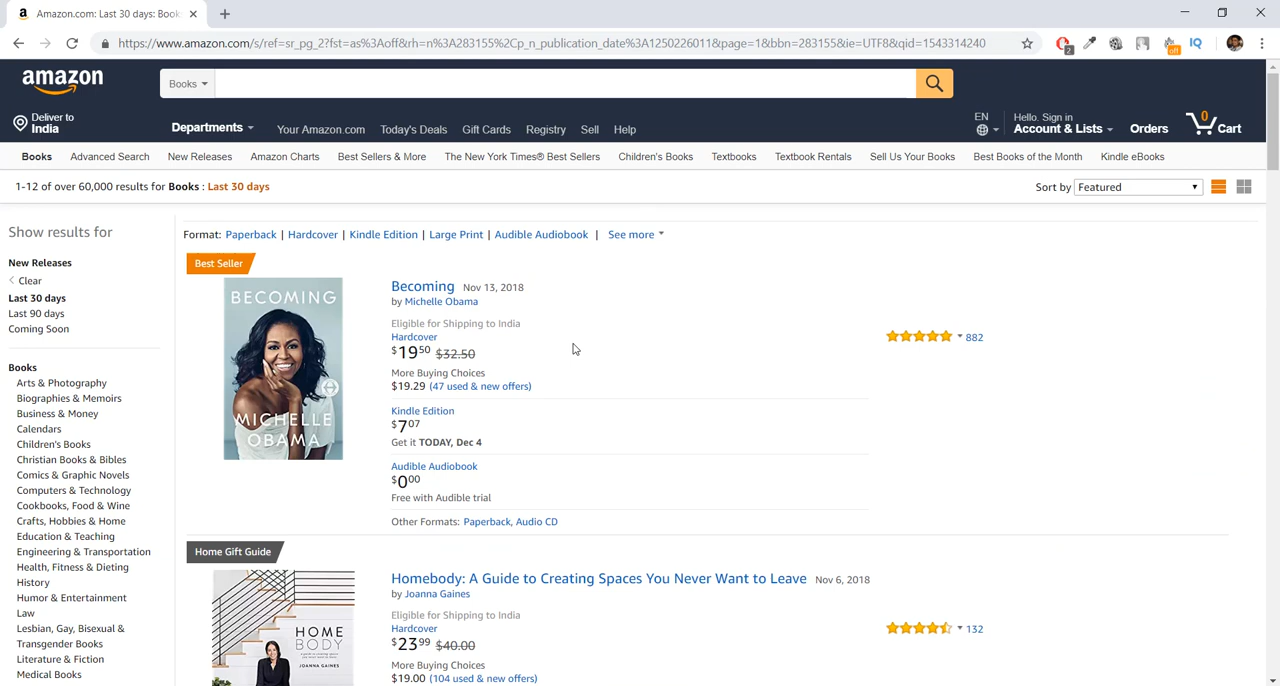 Amazon.com: Last 30 days: Book
https://www.amazon.com/s/ref=sr_pg_2?fst=as%3Aoff&rh=n%3A283155%2Cp_n_publication_date%3A1250226011&page=1&bbn=283155&ie=UTF8&qid=1543314240
2
off
IQ
amazon
Books
Deliver to
India
Departments
Your Amazon.com
Today's Deals
Gift Cards
Registry
Sell
Help
EN
Hello. Sign in
Account & Lists
Orders
0
Cart
Books
Advanced Search
New Releases
Amazon Charts
Best Sellers & More
The New York Times® Best Sellers
Children's Books
Textbooks
Textbook Rentals
Sell Us Your Books
Best Books of the Month
Kindle eBooks
1-12 of over 60,000 results for Books : Last 30 days
Sort by Featured
Show results for
New Releases
Clear
Last 30 days
Last 90 days
Coming Soon
Books
Arts & Photography
Biographies & Memoirs
Business & Money
Calendars
Children's Books
Christian Books & Bibles
Comics & Graphic Novels
Computers & Technology
Cookbooks, Food & Wine
Crafts, Hobbies & Home
Education & Teaching
Engineering & Transportation
Health, Fitness & Dieting
History
Humor & Entertainment
Law
Lesbian, Gay, Bisexual &
Transgender Books
Literature & Fiction
Medical Books
Format: Paperback | Hardcover | Kindle Edition | Large Print | Audible Audiobook | See more
Best Seller
BECOMING
MICHELLE
OBAMA
Becoming Nov 13, 2018
by Michelle Obama
Eligible for Shipping to India
Hardcover
$19 50 $32.50
More Buying Choices
$19.29 (47 used & new offers)
882
Kindle Edition
$7 07
Get it TODAY, Dec 4
Audible Audiobook
$0 00
Free with Audible trial
Other Formats: Paperback, Audio CD
Home Gift Guide
HOME
BODY
JOANNA GAINES
Homebody: A Guide to Creating Spaces You Never Want to Leave Nov 6, 2018
by Joanna Gaines
Eligible for Shipping to India
Hardcover
$23 99 $40.00
More Buying Choices
$19.00 (104 used & new offers)
132